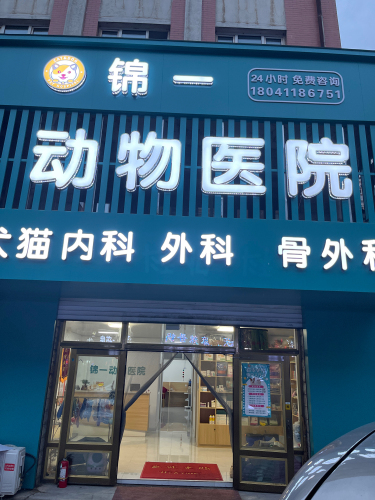 锦一
24小时 免费咨询
18041186751
动物医院
犬猫内科 外科 骨外科
锦一动物医院